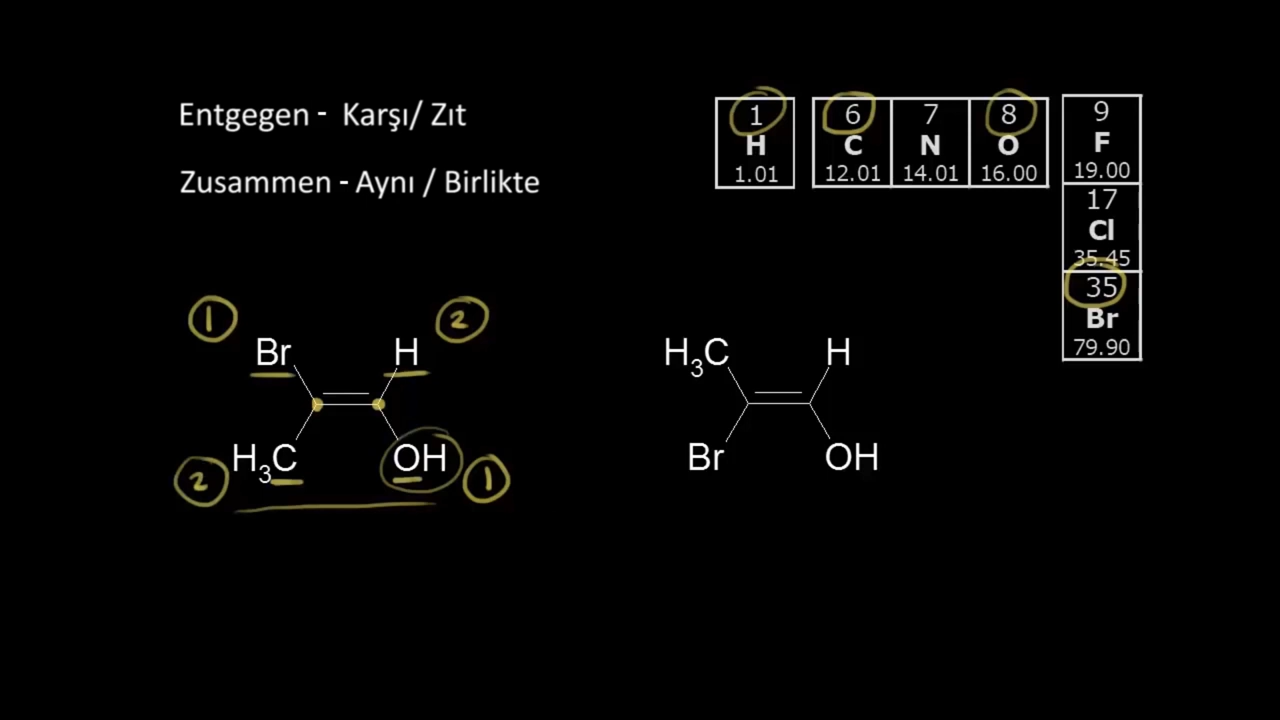 Entgegen - Karşı/ Zıt
Zusammen - Aynı / Birlikte
1
H
1.01
6
C
12.01
7
N
14.01
8
O
16.00
9
F
19.00
17
Cl
35.45
35
Br
79.90
1
2
Br
H
H₃C
OH
2
1
H₃C
H
Br
OH